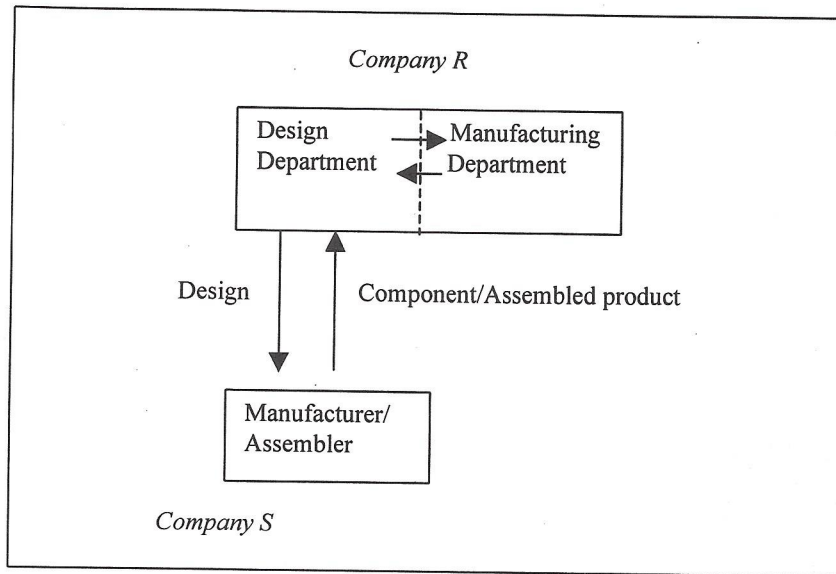 Company R
Design
Department
Manufacturing
Department
Design
Component/Assembled product
Manufacturer/
Assembler
Company S